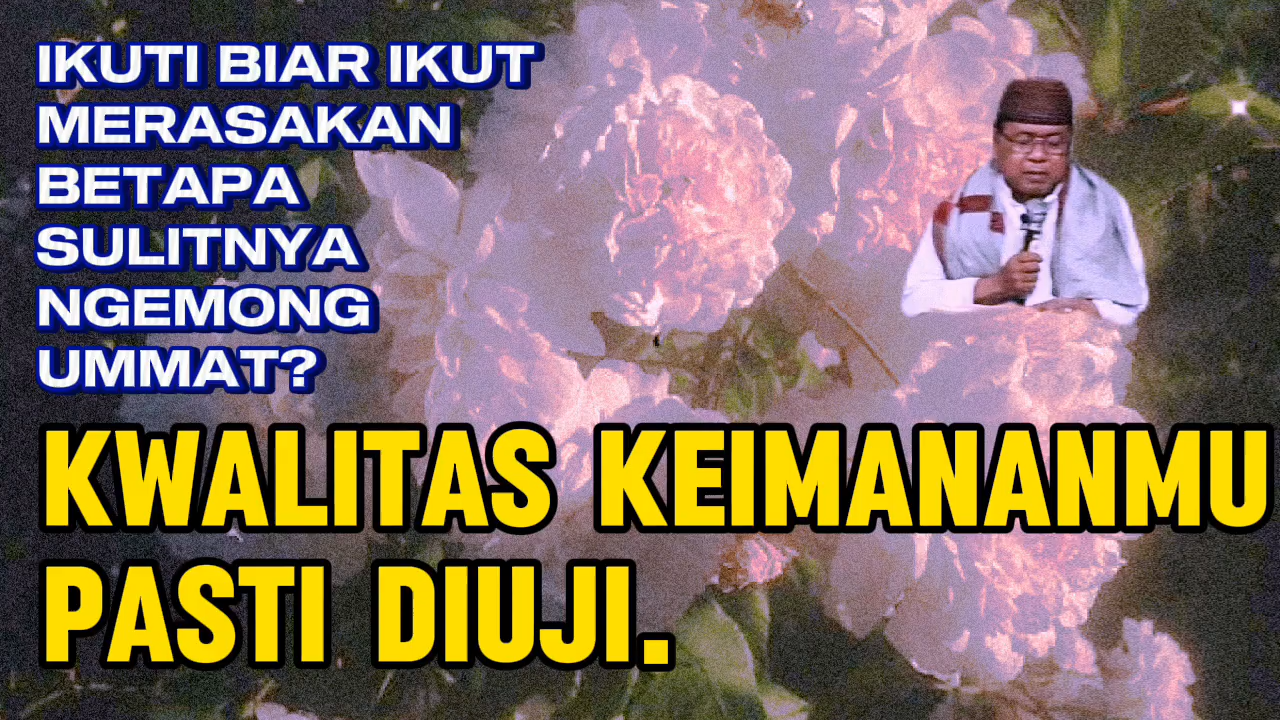 IKUTI BIAR IKUT
MERASAKAN
BETAPA
SULITNYA
NGEMONG
UMMAT?
KWALITAS KEIMANANMU
PASTI DIUJI.